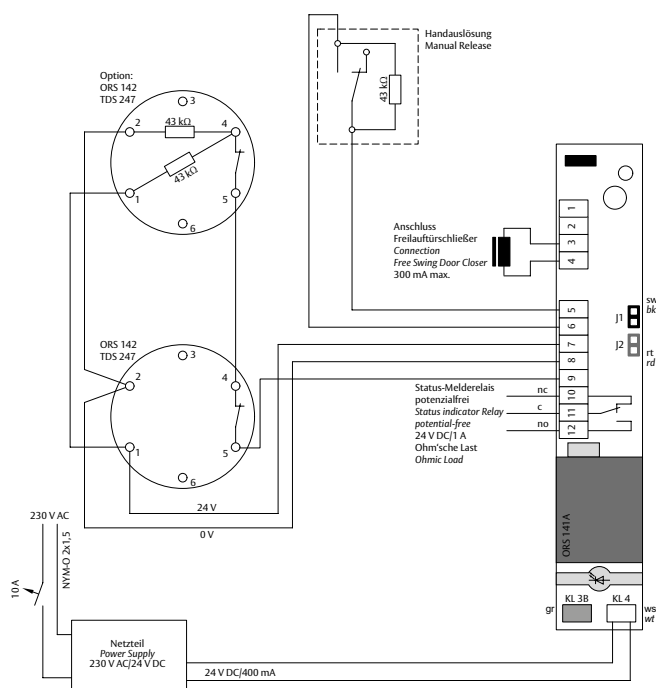 Handauslösung
Manual Release
43 kΩ
Option:
ORS 142
TDS 247
3
2
43 kΩ
4
43 kΩ
1
5
6
Anschluss
Freilauftürschließer
Connection
Free Swing Door Closer
300 mA max.
1
2
3
4
5
6
7
8
9
10
11
12
J1
sw
bk
J2
rt
rd
ORS 142
TDS 247
3
2
4
1
5
6
Status-Melderelais
potenzialfrei
Status indicator Relay
potential-free
24 V DC/1 A
Ohm'sche Last
Ohmic Load
nc
c
no
24 V
0 V
ORS 141A
230 V AC
NYM-O 2x1,5
10 A
gr
KL 3B
KL 4
ws
wt
Netzteil
Power Supply
230 V AC/24 V DC
24 V DC/400 mA